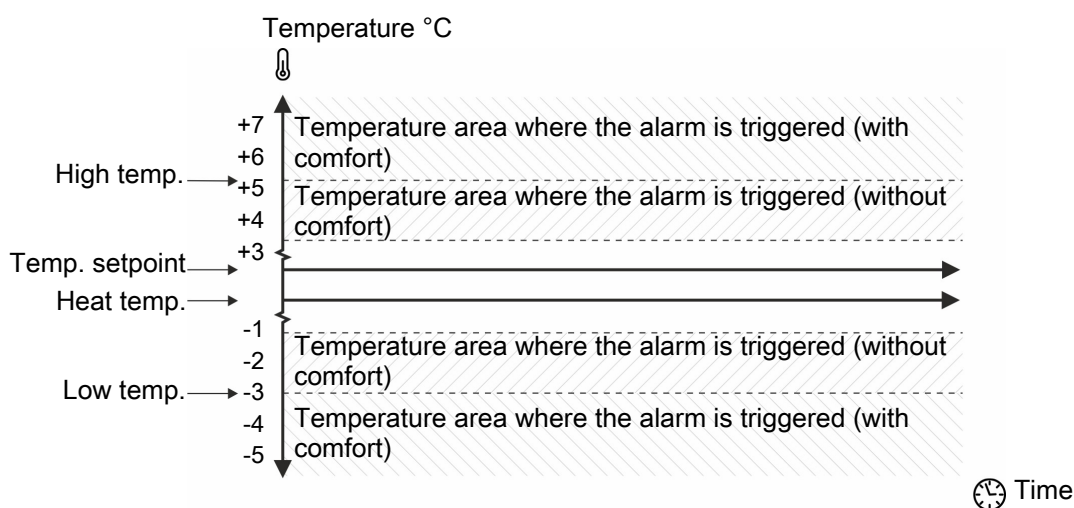 Temperature °C
+7
Temperature area where the alarm is triggered (with
+6
comfort)
High temp.
+5
Temperature area where the alarm is triggered (without
+4
comfort)
+3
Temp. setpoint
Heat temp.
-1
Temperature area where the alarm is triggered (without
-2
comfort)
Low temp.
-3
Temperature area where the alarm is triggered (with
-4
comfort)
-5
Time